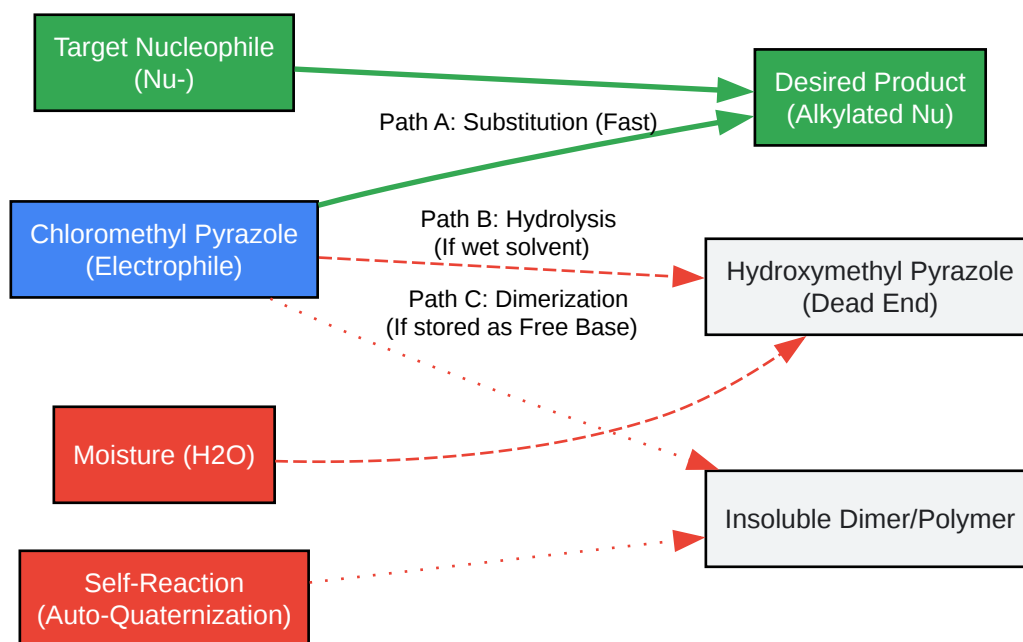 Target Nucleophile
(Nu-)
Desired Product
(Alkylated Nu)
Path A: Substitution (Fast)
Chloromethyl Pyrazole
(Electrophile)
Path B: Hydrolysis
(If wet solvent)
Hydroxymethyl Pyrazole
(Dead End)
Path C: Dimerization
(If stored as Free Base)
Moisture (H2O)
Insoluble Dimer/Polymer
Self-Reaction
(Auto-Quaternization)